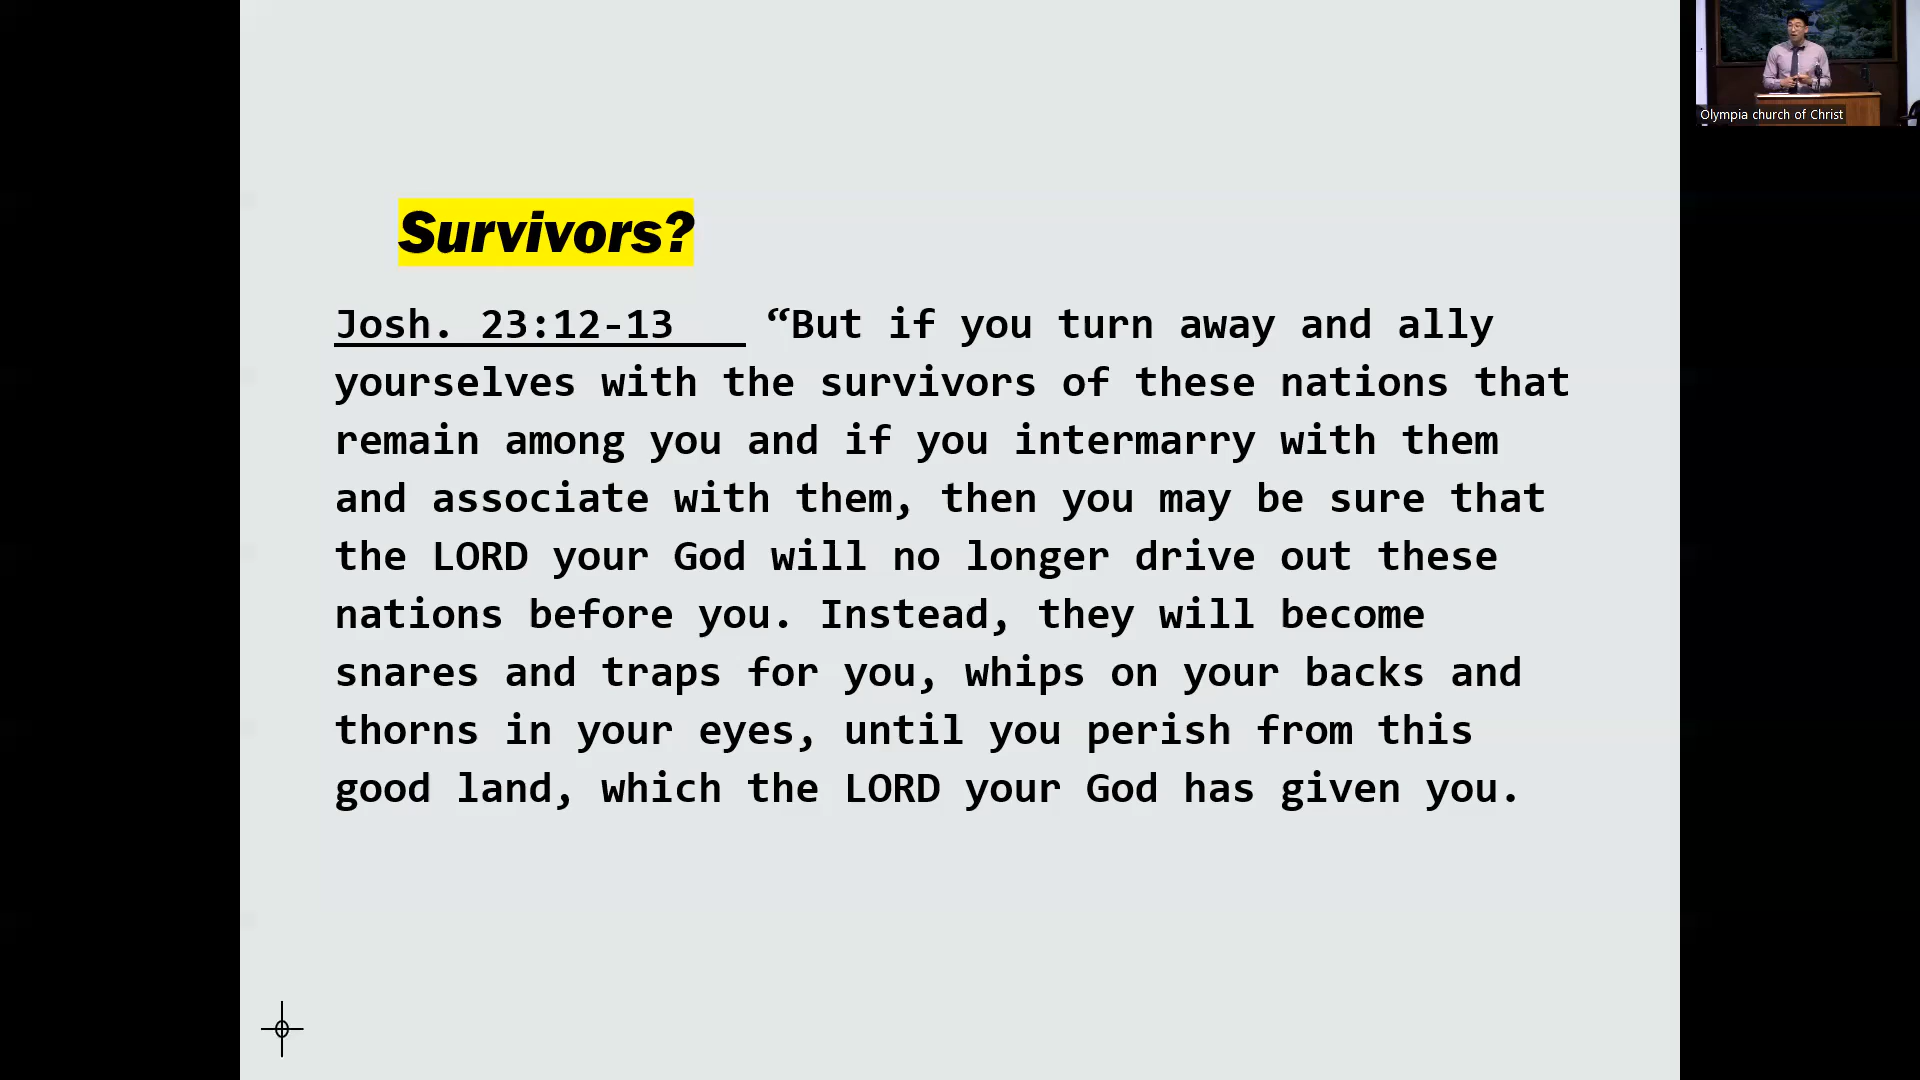 Olympia church of Christ
Survivors?
Josh. 23:12-13 “But if you turn away and ally
yourselves with the survivors of these nations that
remain among you and if you intermarry with them
and associate with them, then you may be sure that
the LORD your God will no longer drive out these
nations before you. Instead, they will become
snares and traps for you, whips on your backs and
thorns in your eyes, until you perish from this
good land, which the LORD your God has given you.